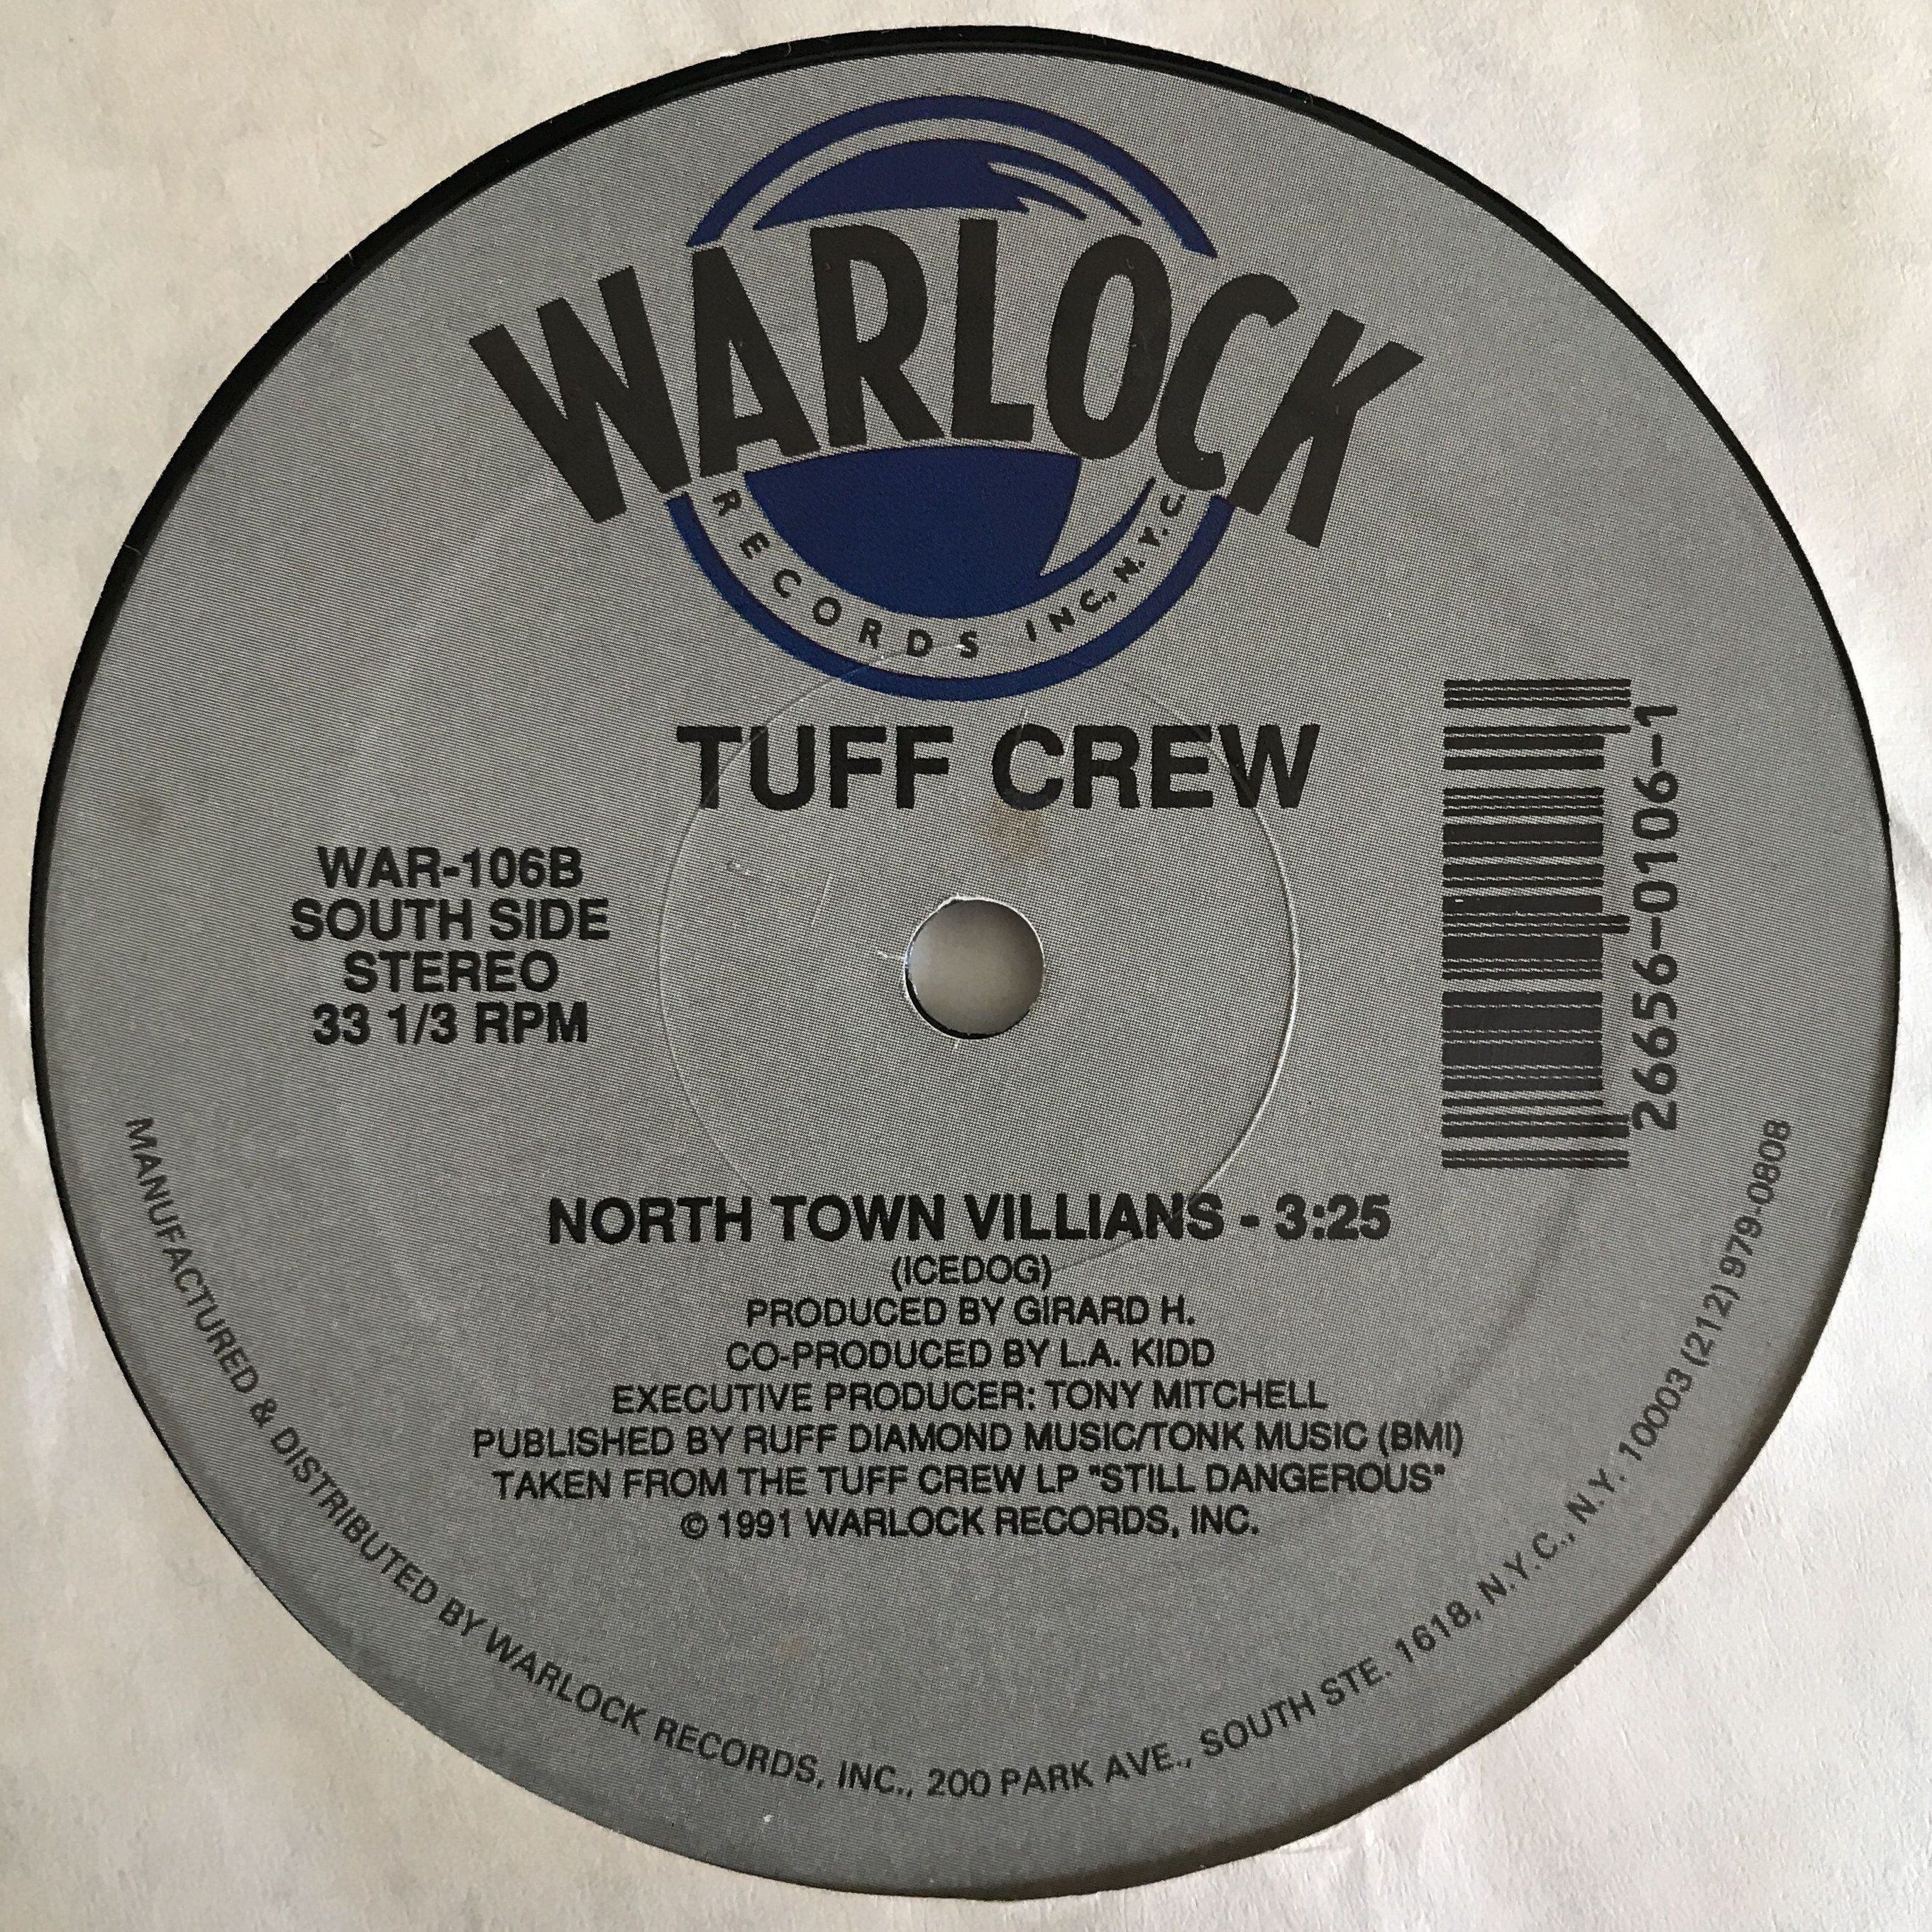 WARLOCK
RECORDS INC., N.Y.C.
TUFF CREW
WAR-106B
SOUTH SIDE
STEREO
33 1/3 RPM
26656-0106-1
NORTH TOWN VILLIANS - 3:25
(ICEDOG)
PRODUCED BY GIRARD H.
CO-PRODUCED BY L.A. KIDD
EXECUTIVE PRODUCER: TONY MITCHELL
PUBLISHED BY RUFF DIAMOND MUSIC/TONK MUSIC (BMI)
TAKEN FROM THE TUFF CREW LP "STILL DANGEROUS"
© 1991 WARLOCK RECORDS, INC.
MANUFACTURED & DISTRIBUTED BY WARLOCK RECORDS, INC., 200 PARK AVE., SOUTH STE. 1618, N.Y.C., N.Y. 10003 (212) 979-0808